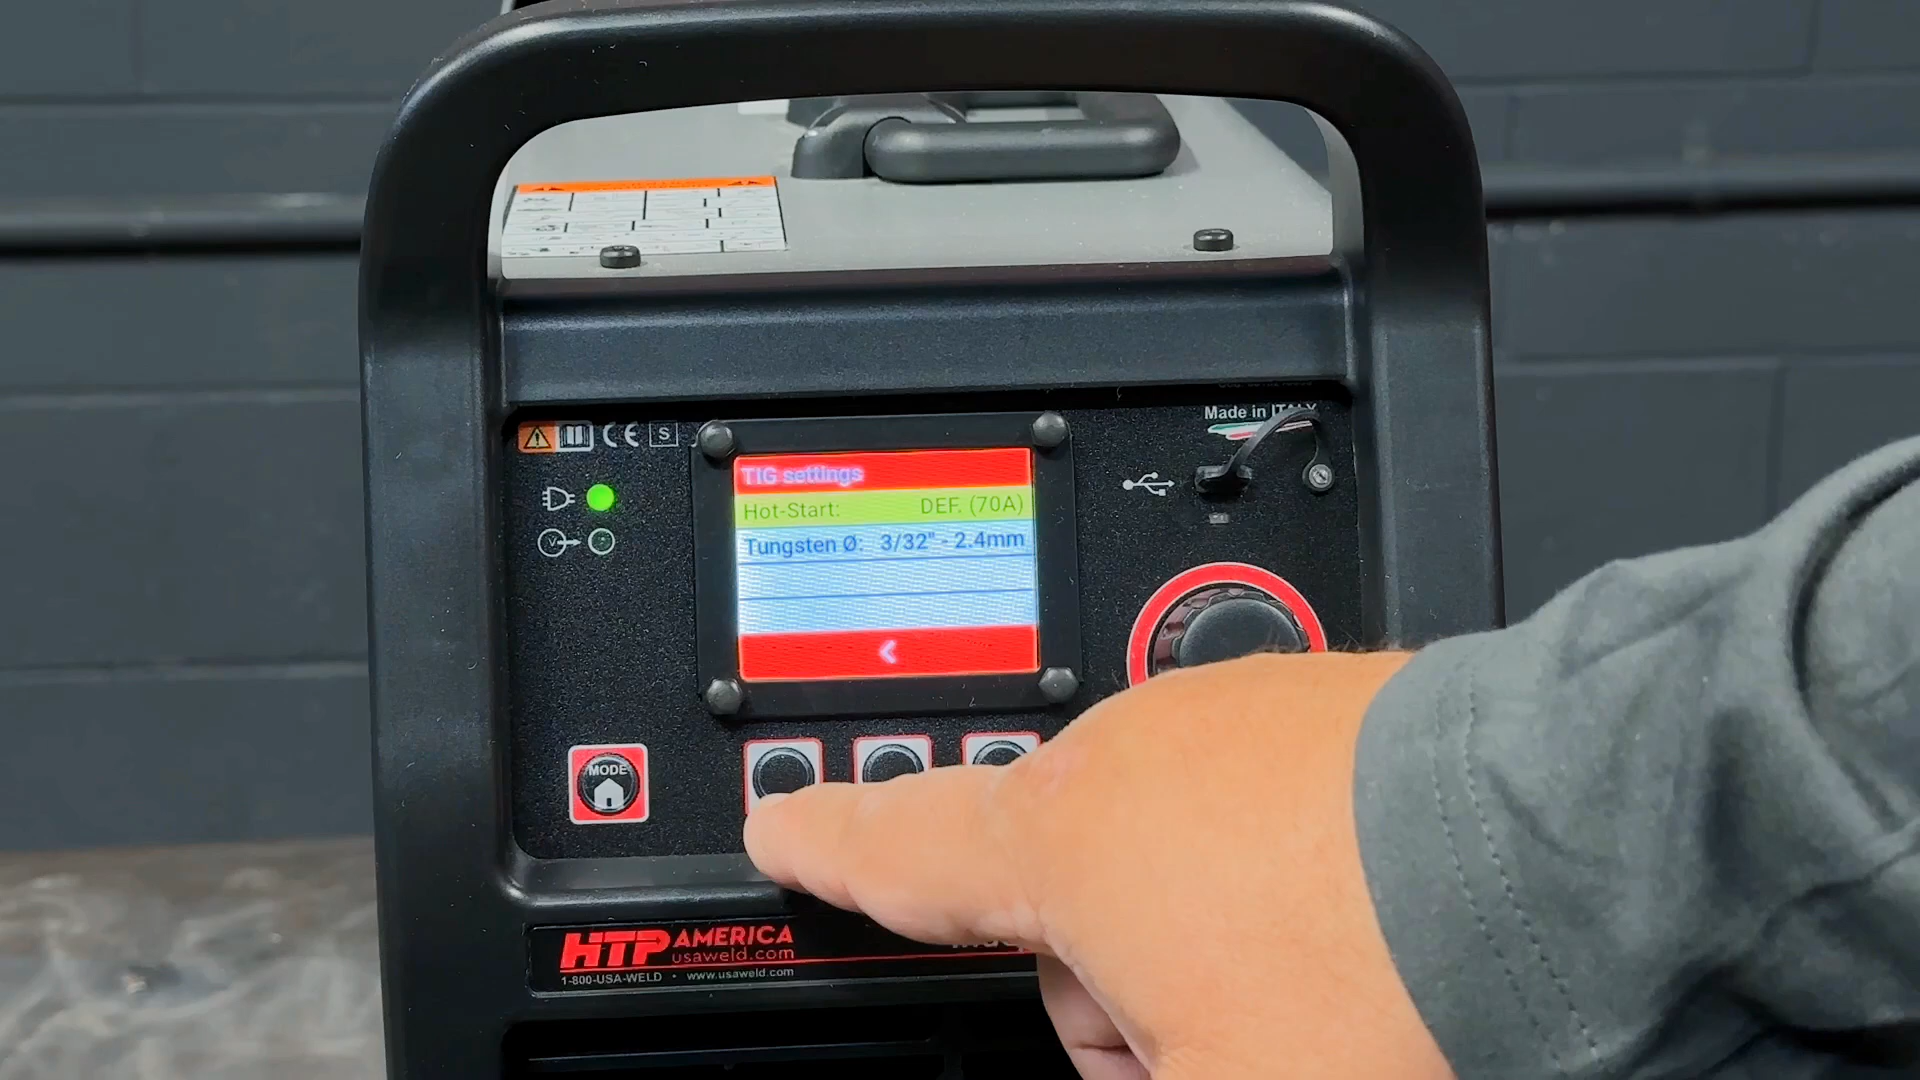 Made in ITALY
CE S
TIG settings
Hot-Start: DEF. (70A)
Tungsten Ø: 3/32" - 2.4mm
V
MODE
HTP AMERICA
usaweld.com
1-800-USA-WELD • www.usaweld.com